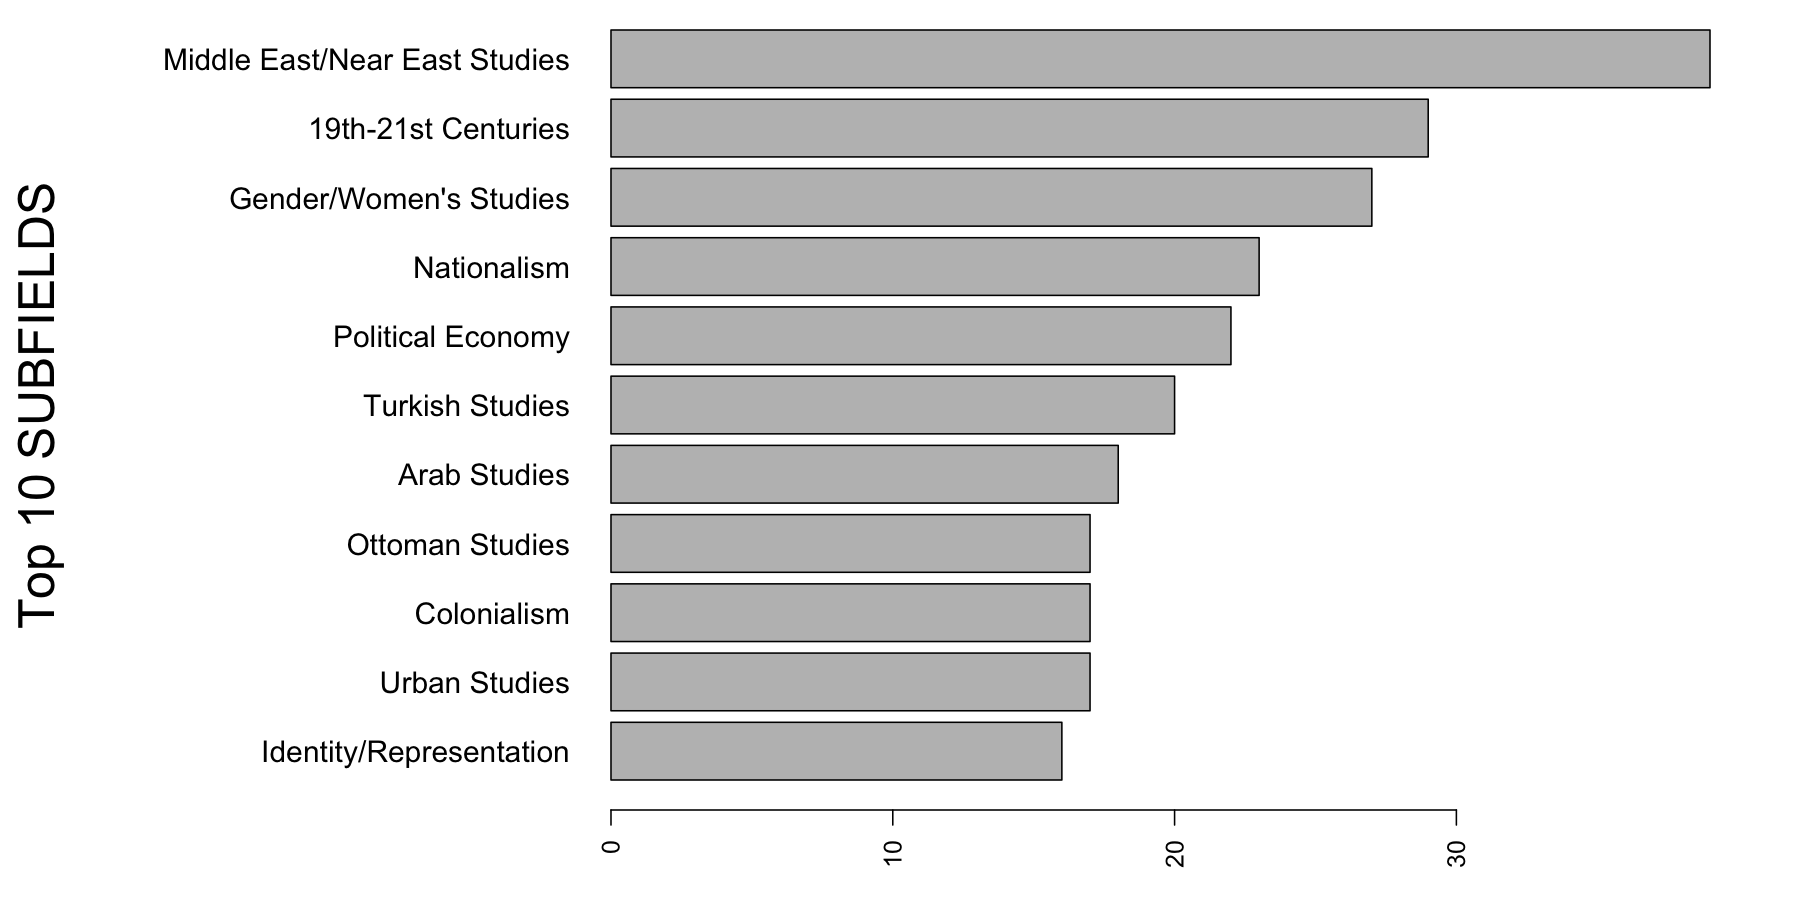 Top 10 SUBFIELDS
Middle East/Near East Studies
19th-21st Centuries
Gender/Women's Studies
Nationalism
Political Economy
Turkish Studies
Arab Studies
Ottoman Studies
Colonialism
Urban Studies
Identity/Representation
0
10
20
30